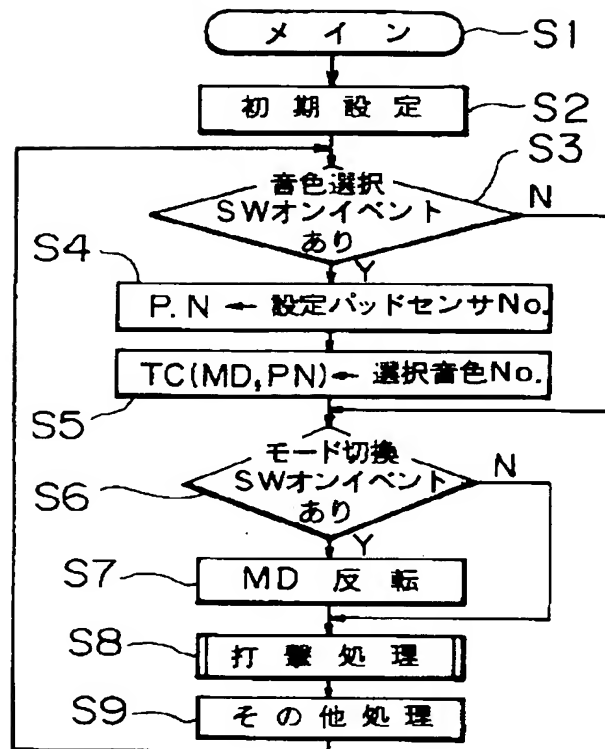 メイン
S1
初期設定
S2
S3
音色選択
SWオンイベント
あり
N
Y
S4
P.N ← 設定パッドセンサNo.
TC(MD,PN)← 選択音色No.
S5
モード切換
SWオンイベント
あり
N
S6
Y
S7
MD 反転
S8
打撃処理
S9
その他処理